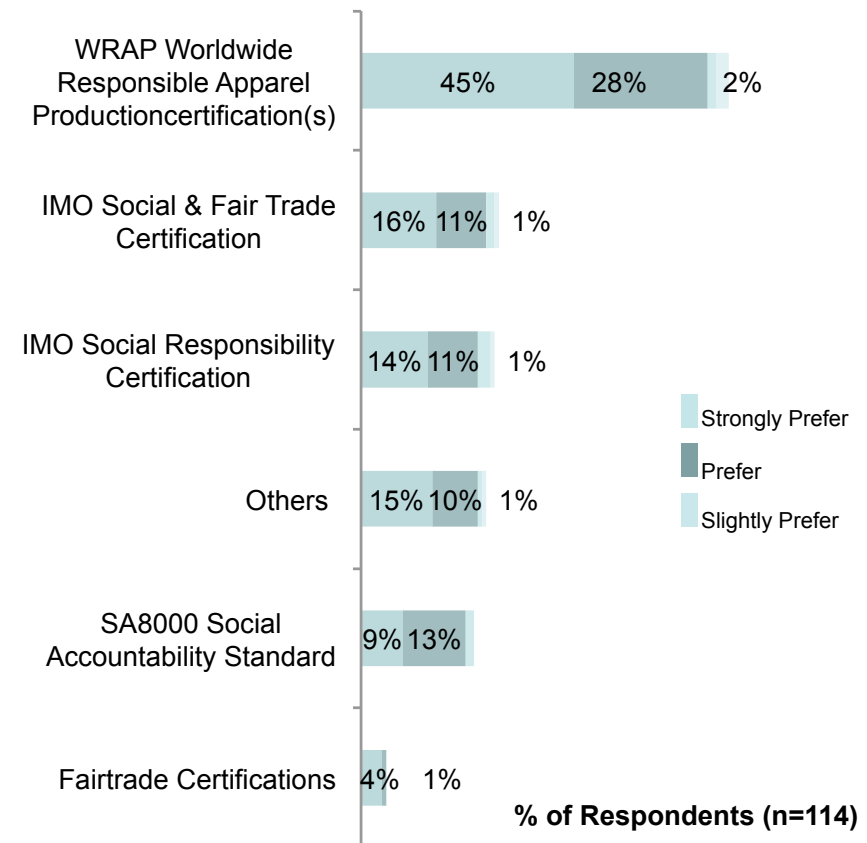 WRAP Worldwide
Responsible Apparel
Productioncertification(s)
45% 28% 2%
IMO Social & Fair Trade
Certification
16% 11% 1%
IMO Social Responsibility
Certification
14% 11% 1%
Strongly Prefer
Prefer
Slightly Prefer
Others
15% 10% 1%
SA8000 Social
Accountability Standard
9% 13%
Fairtrade Certifications
4% 1%
% of Respondents (n=114)